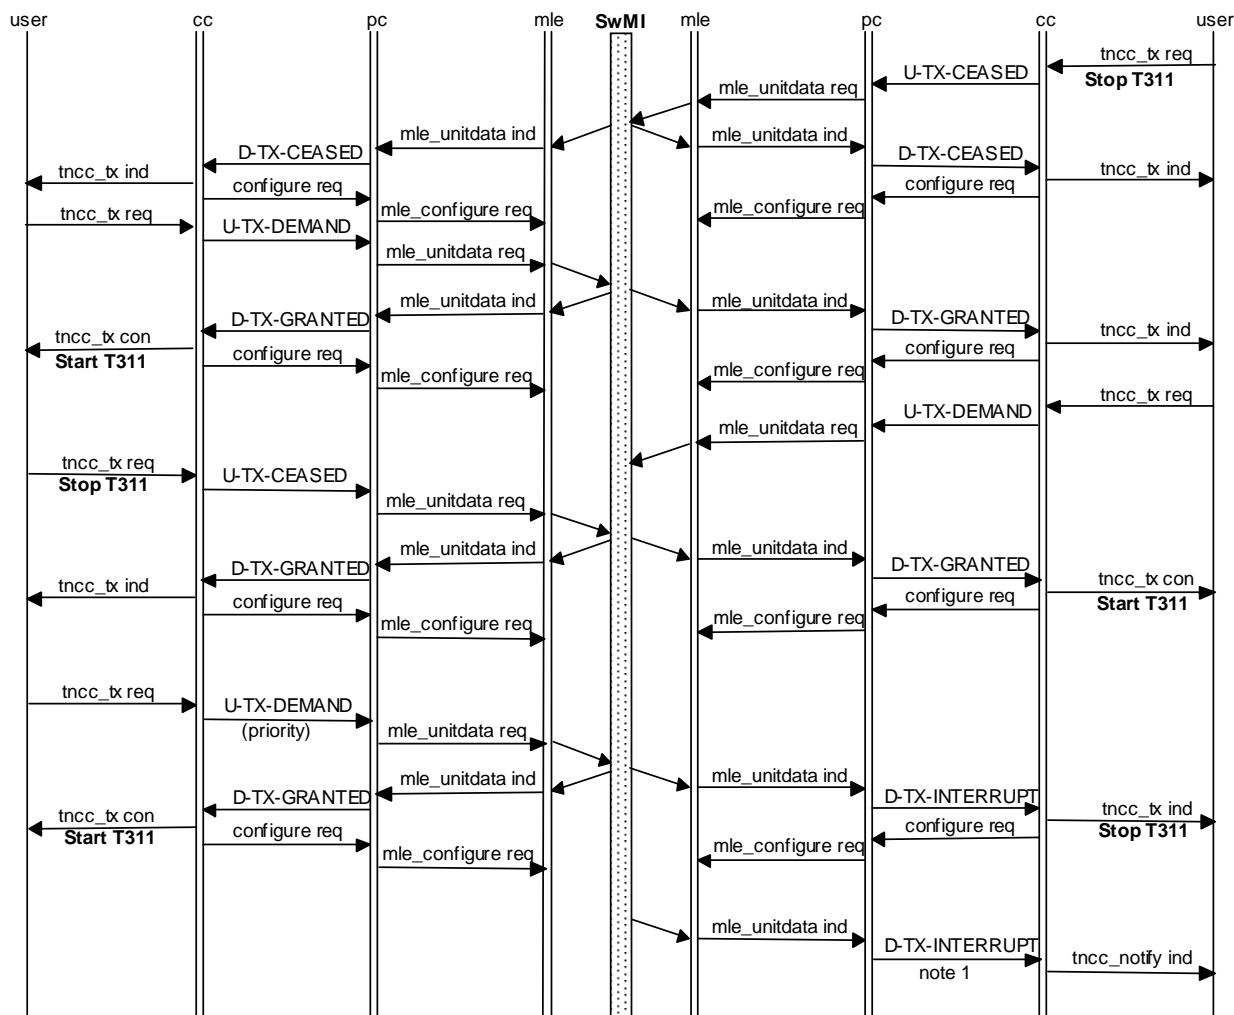 user cc pc mle SwMI mle pc cc user
tncc_tx req
U-TX-CEASED
Stop T311
mle_unitdata req
mle_unitdata ind
mle_unitdata ind
D-TX-CEASED
D-TX-CEASED
tncc_tx ind
tncc_tx ind
configure req
configure req
tncc_tx req
mle_configure req
mle_configure req
U-TX-DEMAND
mle_unitdata req
mle_unitdata ind
mle_unitdata ind
D-TX-GRANTED
D-TX-GRANTED
tncc_tx con
tncc_tx ind
Start T311
configure req
configure req
mle_configure req
mle_configure req
tncc_tx req
U-TX-DEMAND
mle_unitdata req
tncc_tx req
Stop T311
U-TX-CEASED
mle_unitdata req
mle_unitdata ind
mle_unitdata ind
D-TX-GRANTED
D-TX-GRANTED
tncc_tx ind
tncc_tx con
configure req
configure req
Start T311
mle_configure req
mle_configure req
tncc_tx req
U-TX-DEMAND
(priority)
mle_unitdata req
mle_unitdata ind
mle_unitdata ind
D-TX-GRANTED
D-TX-INTERRUPT
tncc_tx con
tncc_tx ind
Start T311
configure req
configure req
Stop T311
mle_configure req
mle_configure req
mle_unitdata ind
D-TX-INTERRUPT
note 1
tncc_notify ind